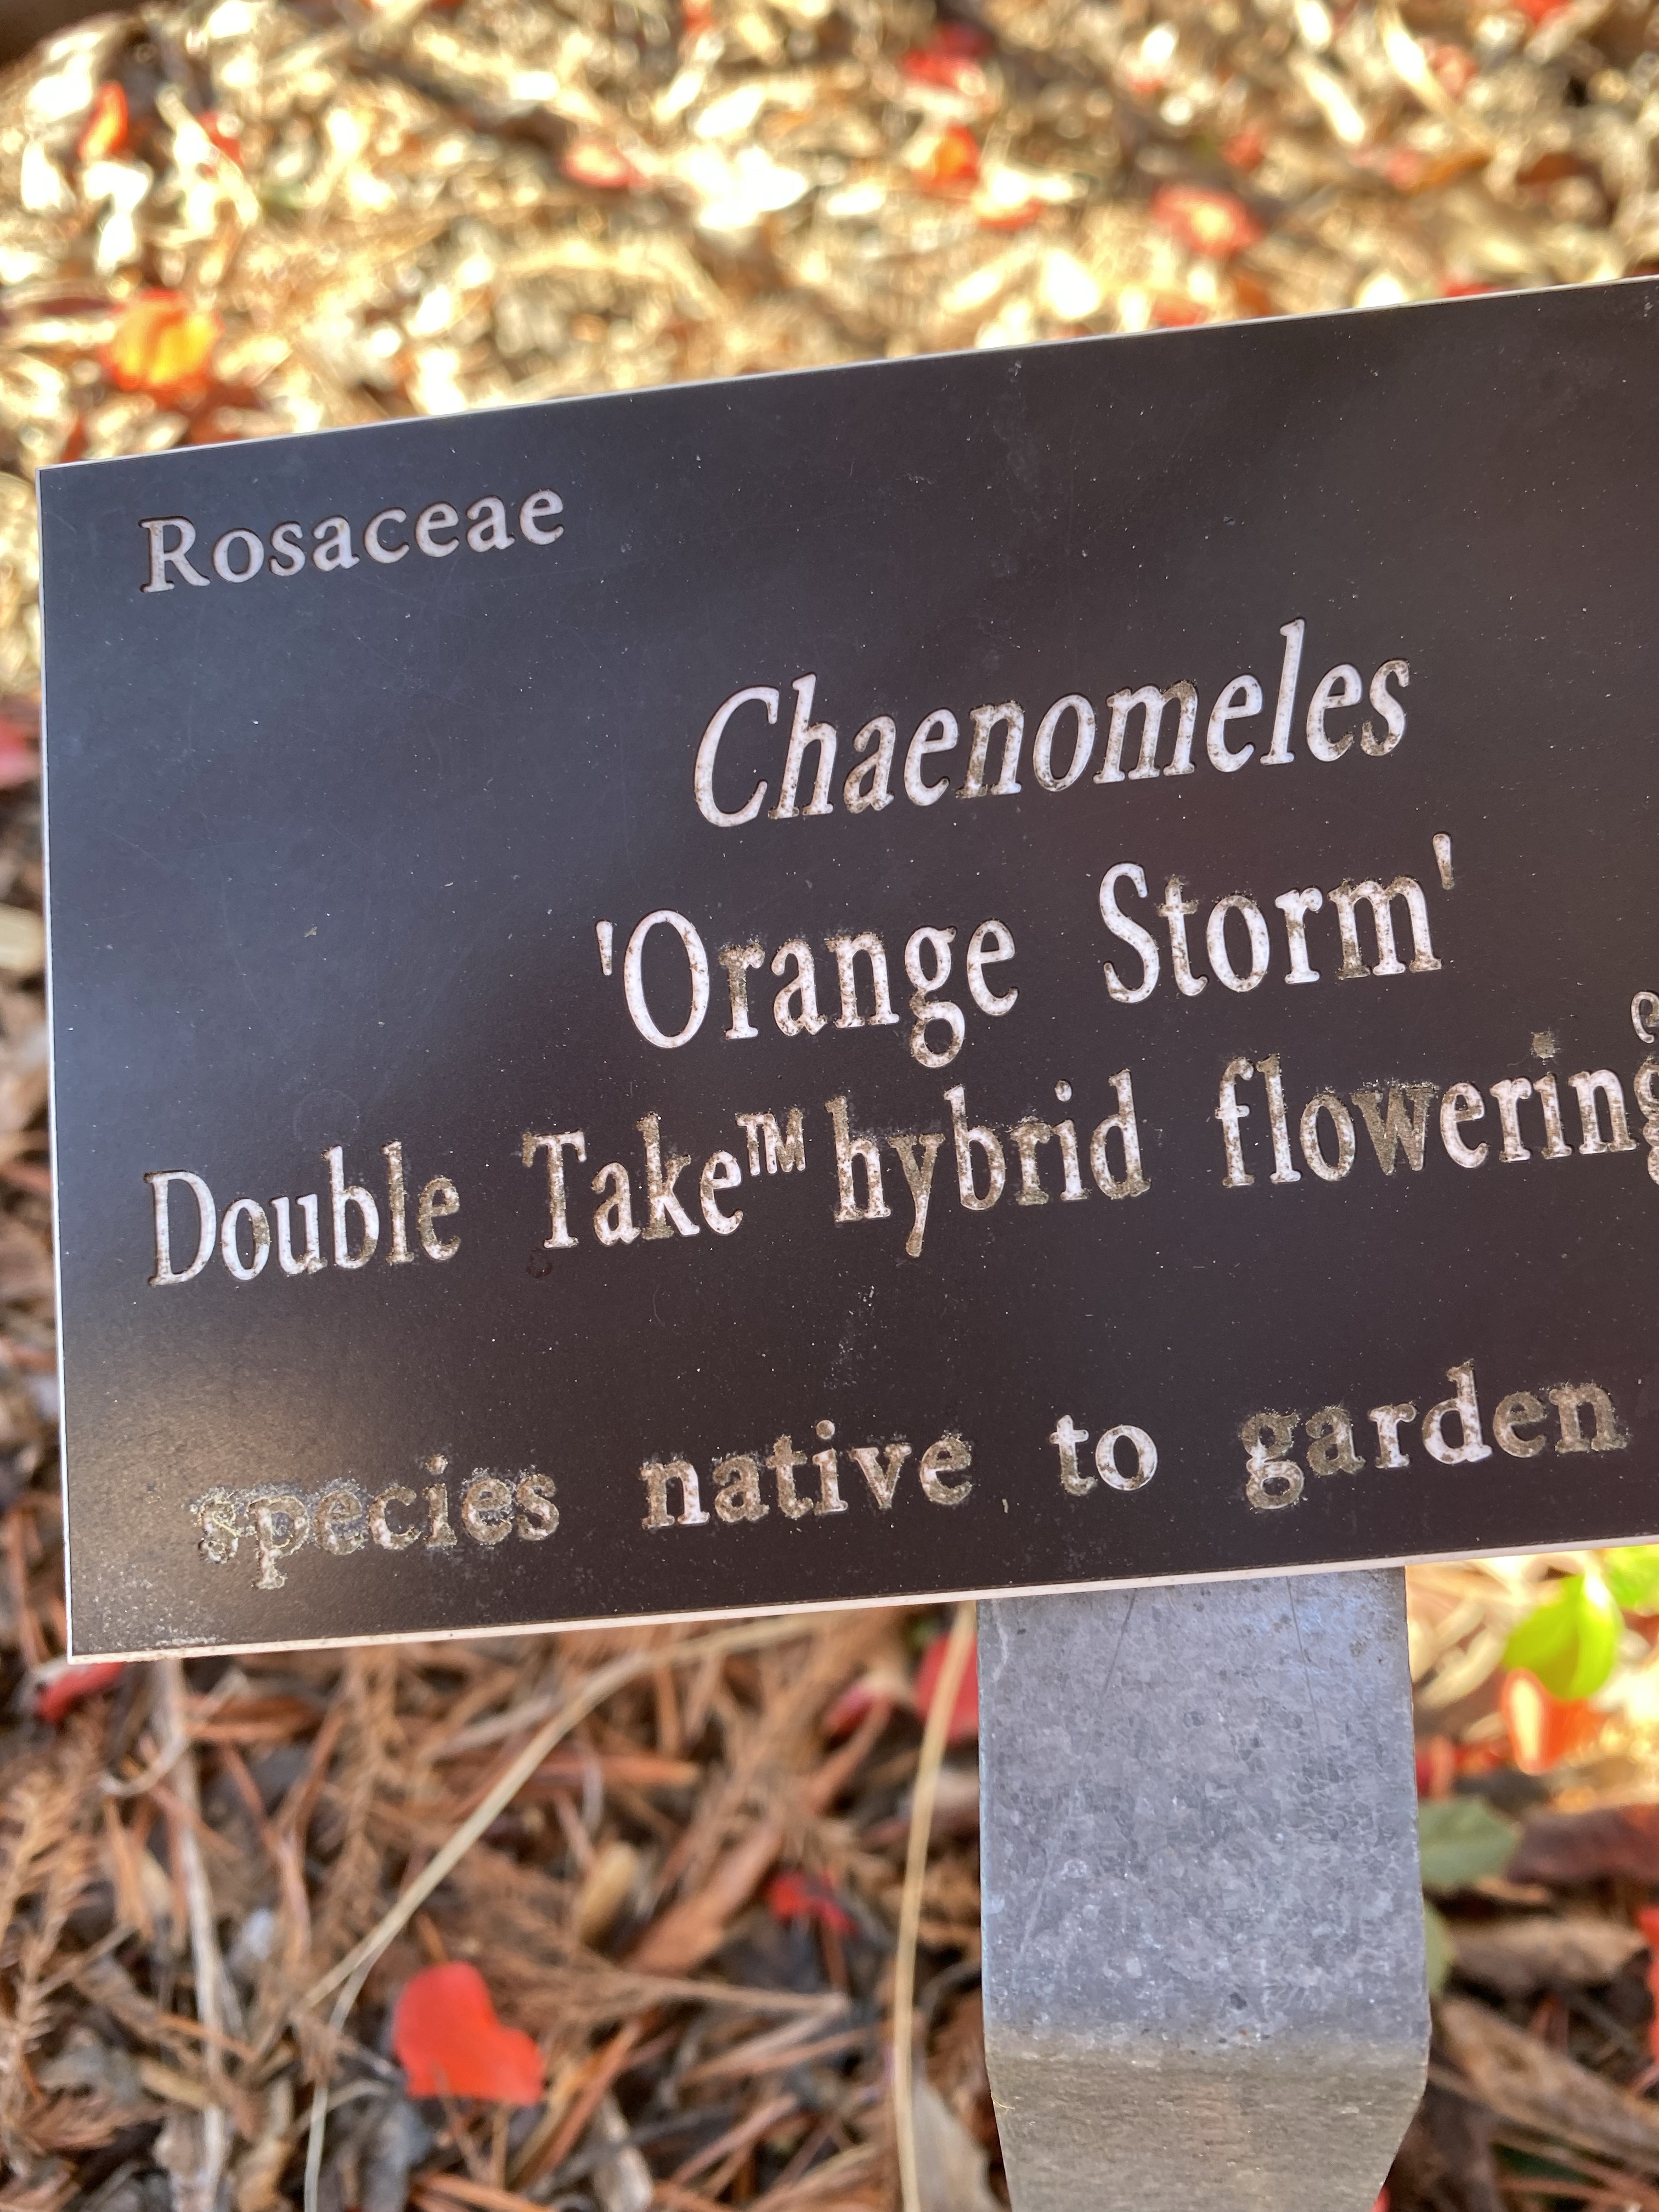 Rosaceae
Chaenomeles
'Orange Storm'
Double Take™ hybrid flowering
species native to garden